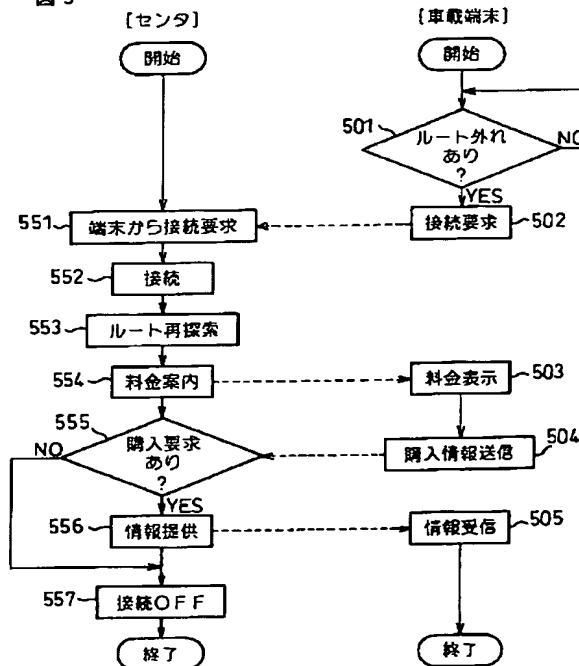 [センタ]
[車載端末]
開始
開始
501
ルート外れ
あり
?
NO
YES
551
端末から接続要求
接続要求
502
552
接続
553
ルート再探索
554
料金案内
料金表示
503
555
購入要求
あり
?
NO
YES
購入情報送信
504
556
情報提供
情報受信
505
557
接続OFF
終了
終了